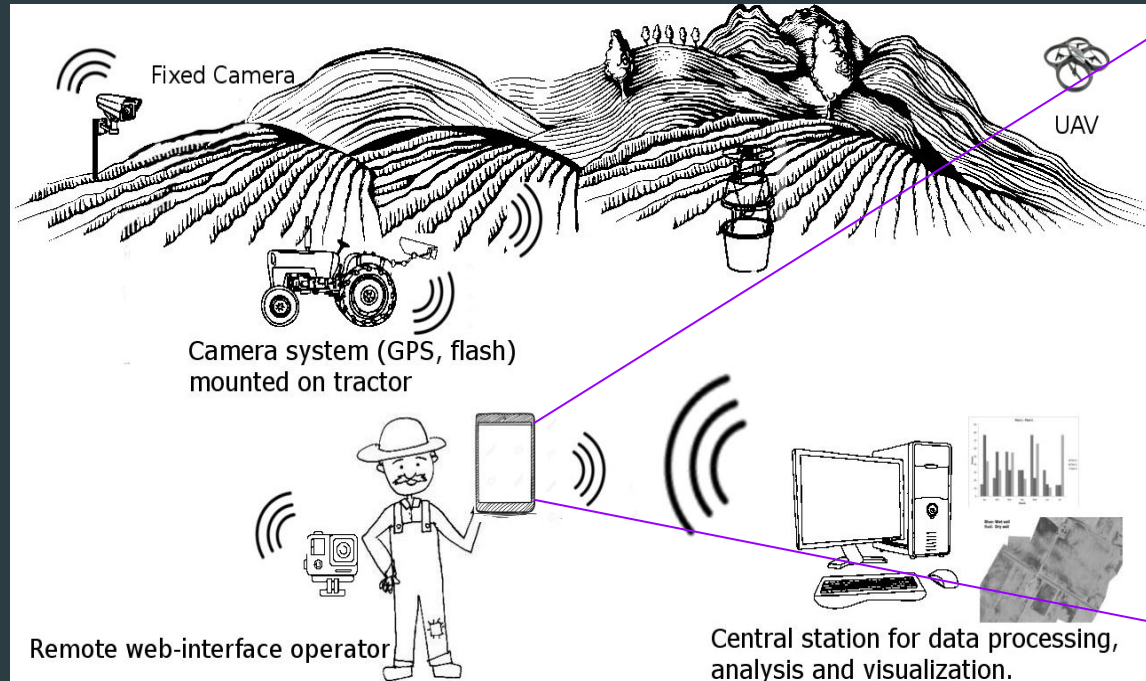 Fixed Camera
UAV
Camera system (GPS, flash)
mounted on tractor
Remote web-interface operator
Central station for data processing,
analysis and visualization.